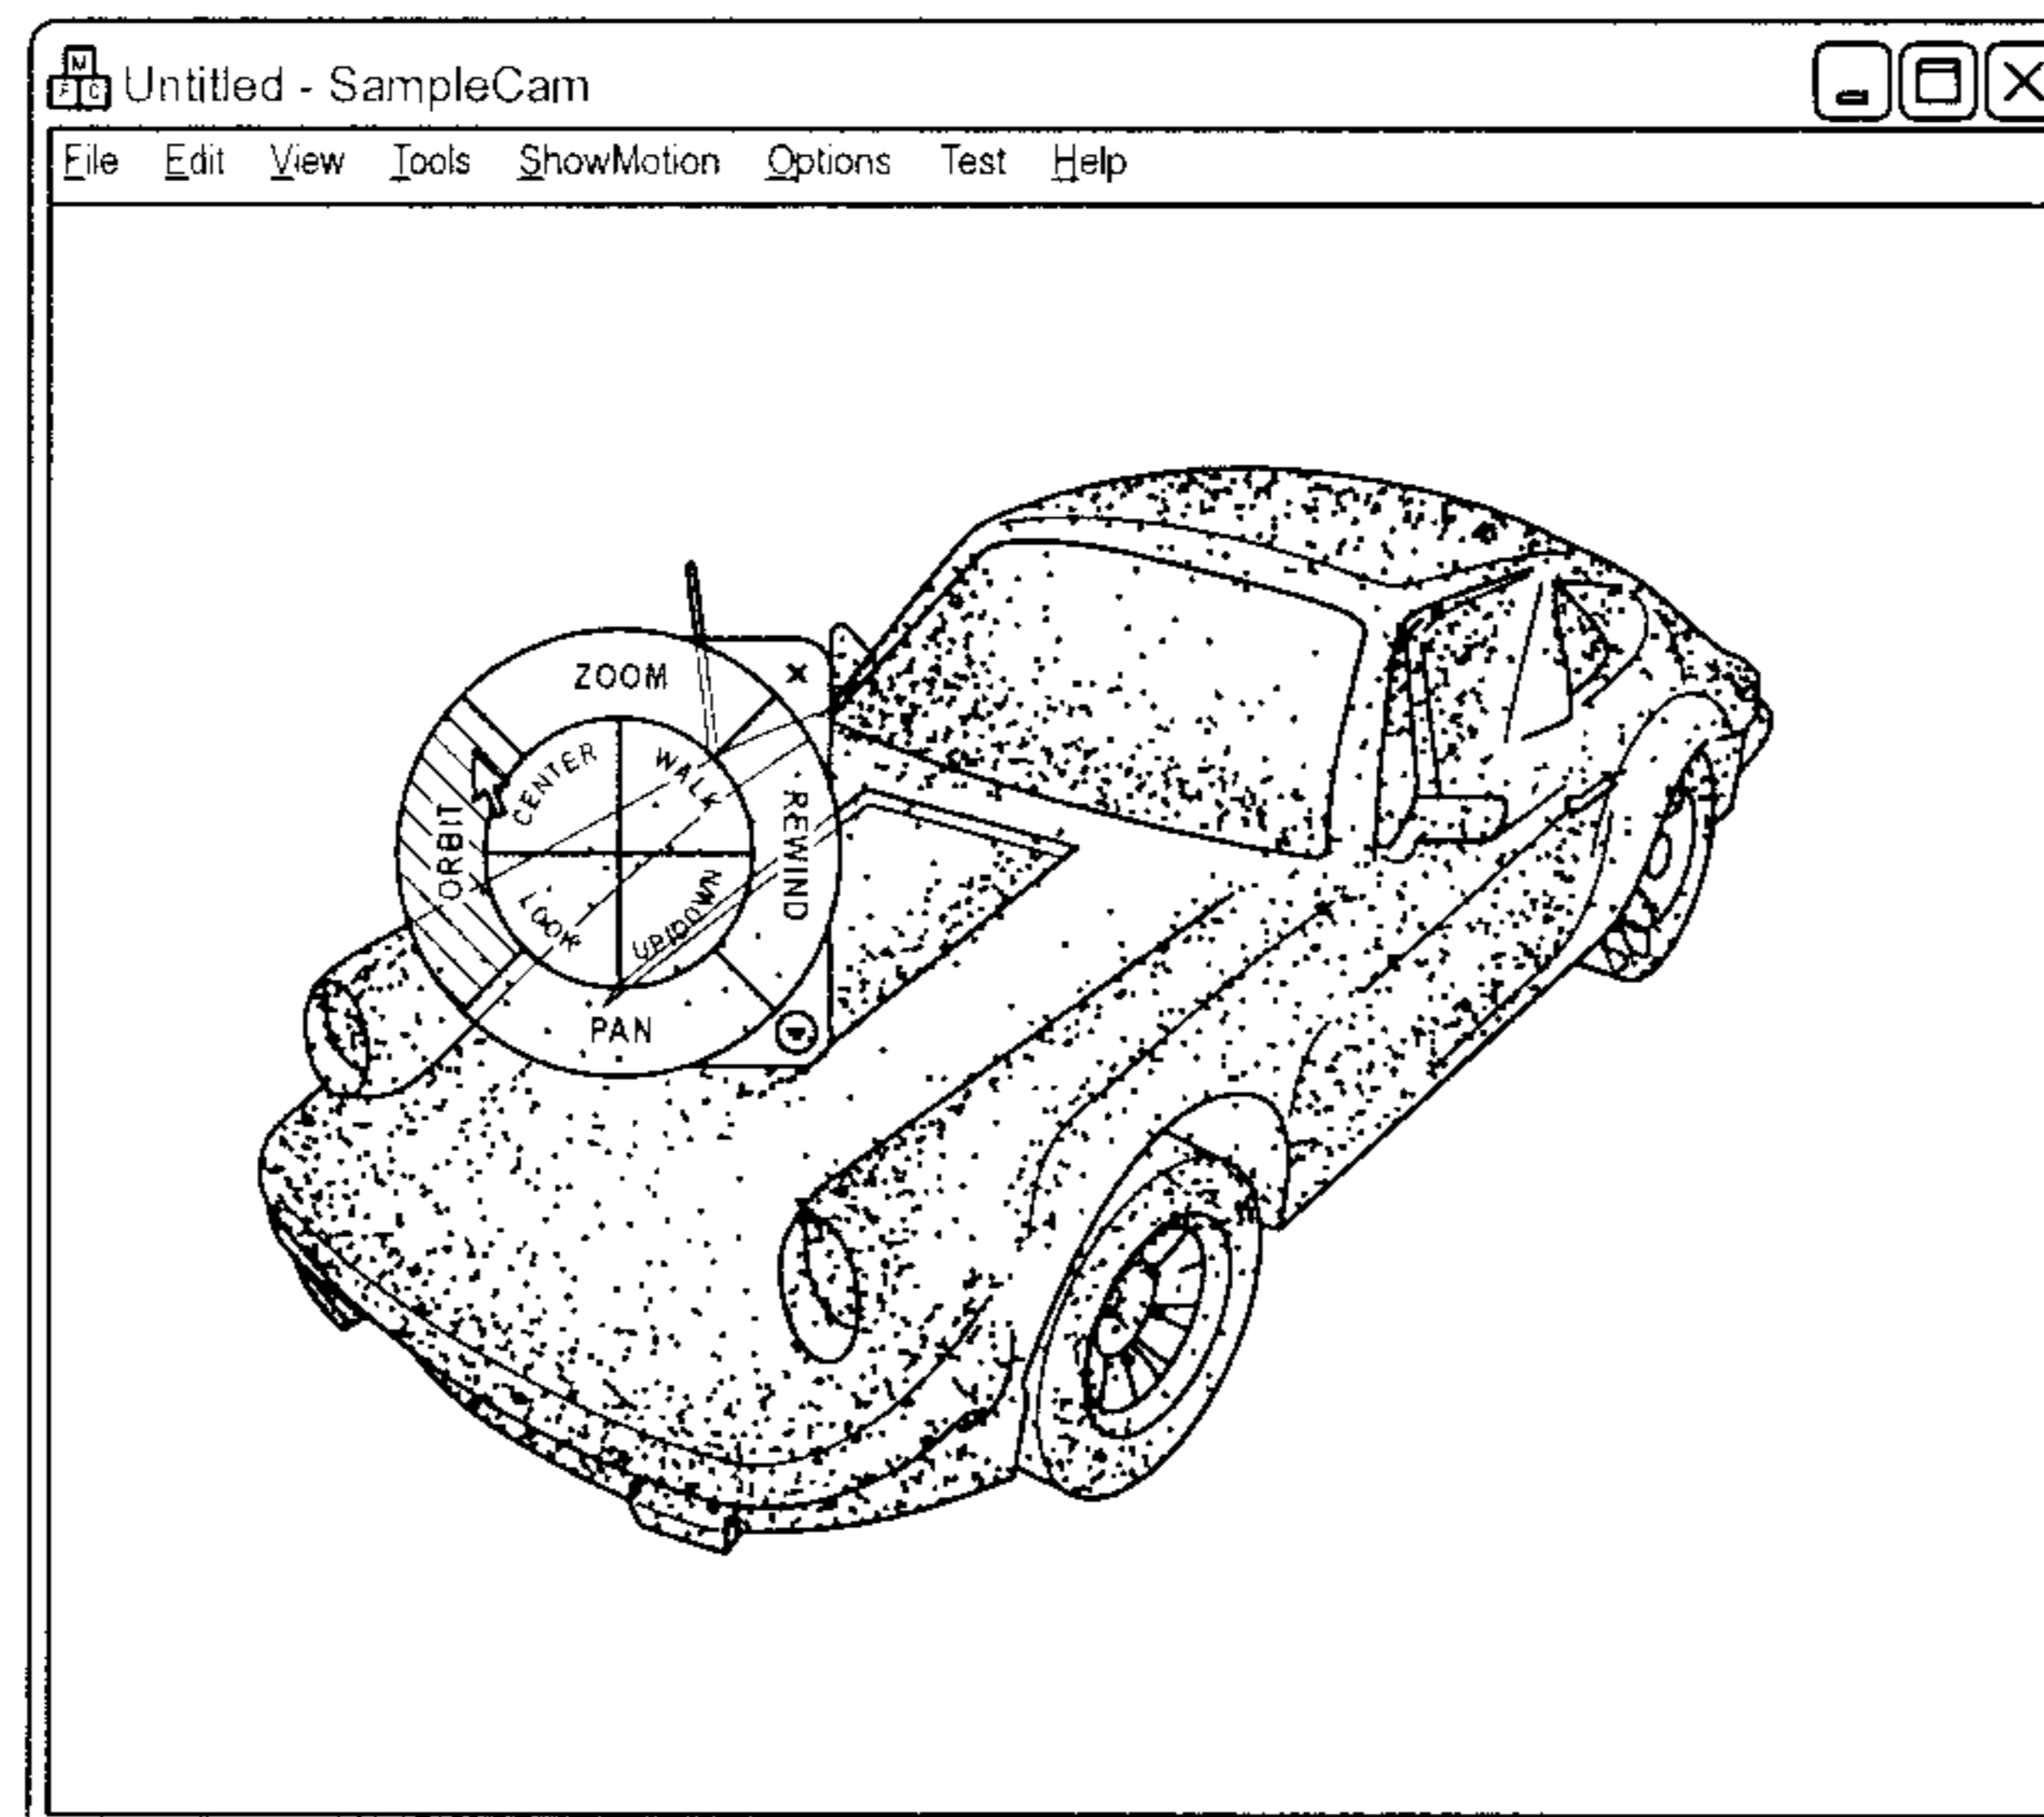 M
F C
Untitled - SampleCam
File Edit View Tools ShowMotion Options Test Help
ZOOM
CENTER WALK
ORBIT
REWIND
LOOK UP/DOWN
PAN